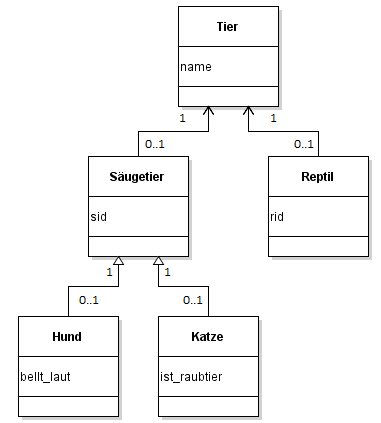 Tier
name
1
1
0..1
0..1
Säugetier
Reptil
sid
rid
1
1
0..1
0..1
Hund
Katze
bellt_laut
ist_raubtier